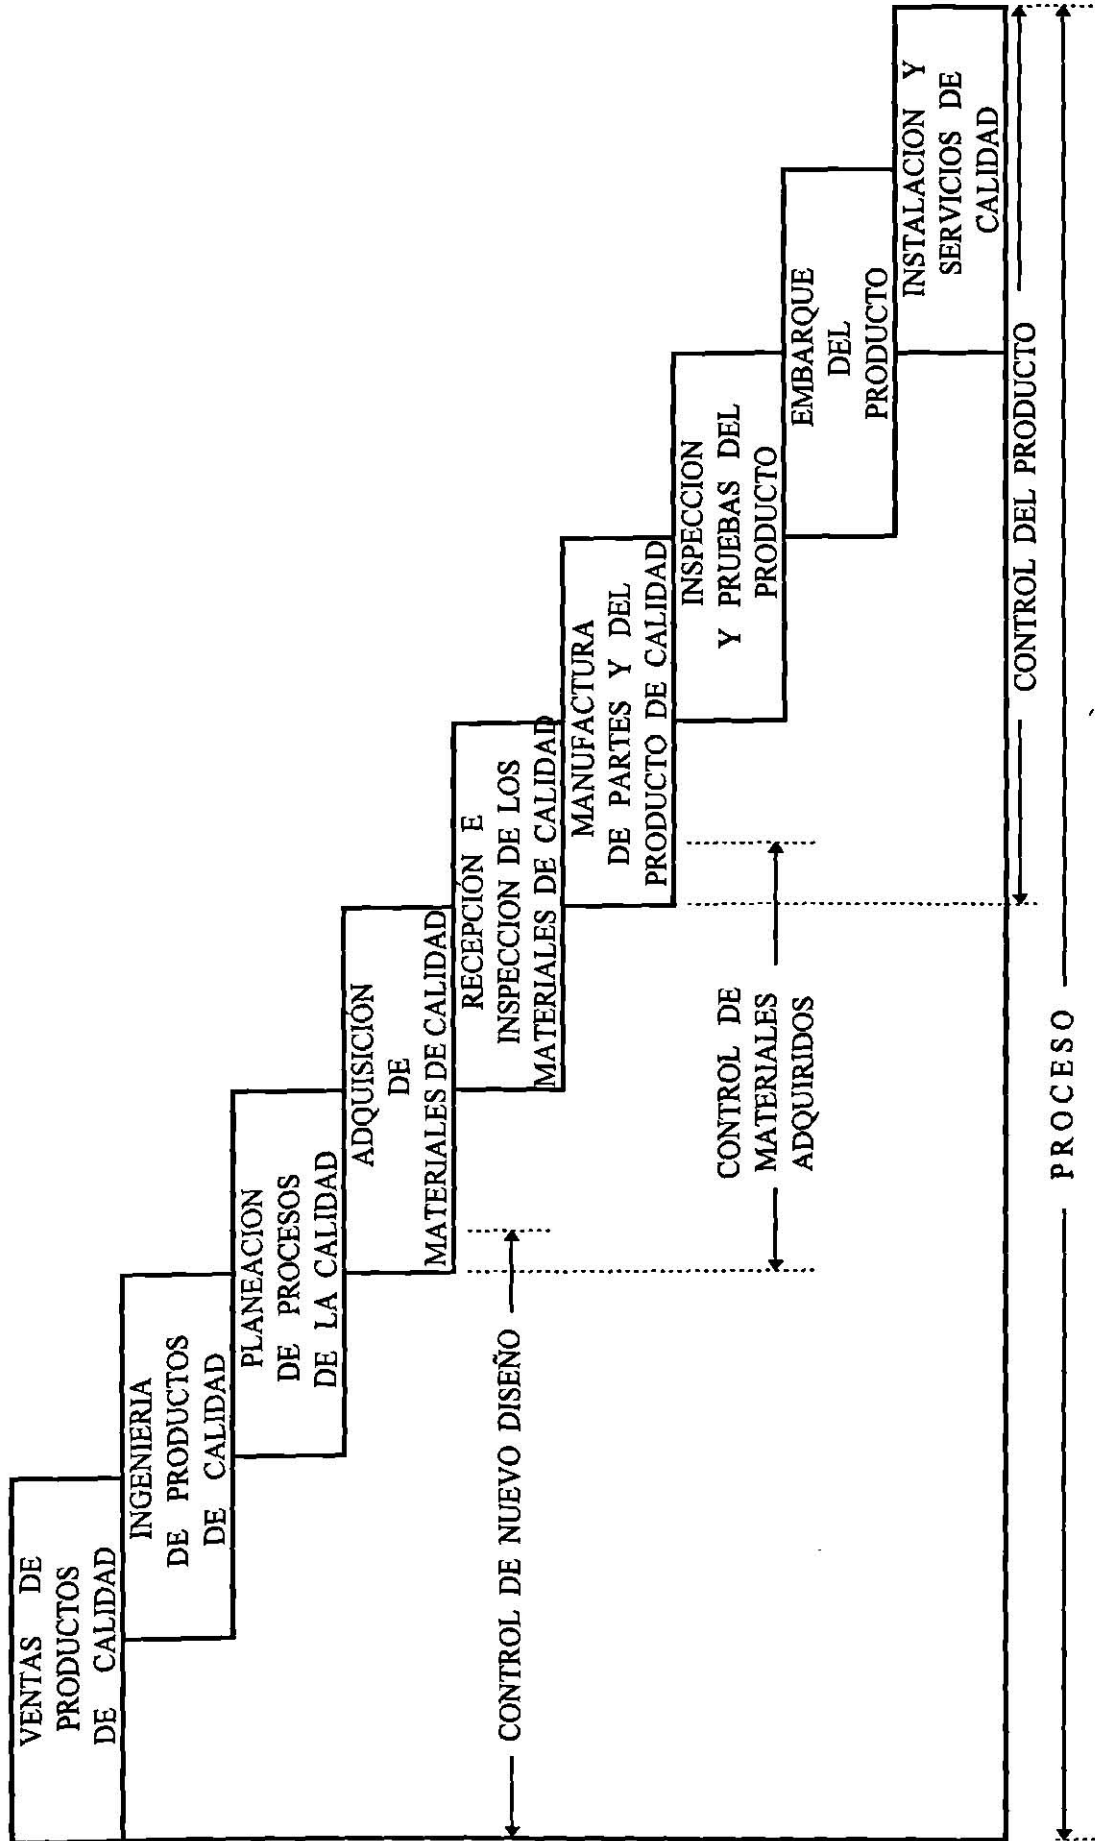 VENTAS DE
PRODUCTOS
DE CALIDAD
INGENIERIA
DE PRODUCTOS
DE CALIDAD
PLANEACION
DE PROCESOS
DE LA CALIDAD
ADQUISICIÓN
DE
MATERIALES DE CALIDAD
RECEPCIÓN E
INSPECCION DE LOS
MATERIALES DE CALIDAD
MANUFACTURA
DE PARTES Y DEL
PRODUCTO DE CALIDAD
INSPECCION
Y PRUEBAS DEL
PRODUCTO
EMBARQUE
DEL
PRODUCTO
INSTALACION Y
SERVICIOS DE
CALIDAD
CONTROL DE NUEVO DISEÑO
CONTROL DE
MATERIALES
ADQUIRIDOS
CONTROL DEL PRODUCTO
PROCESO